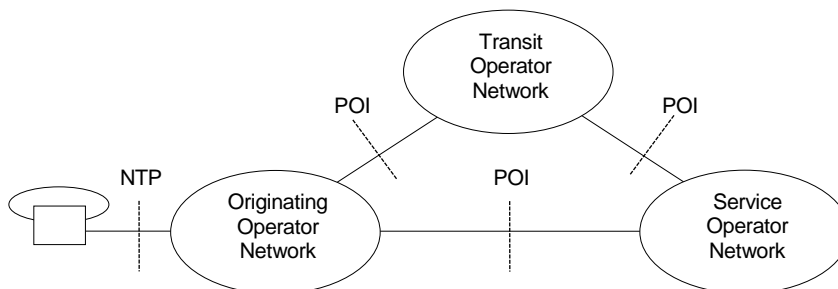 Transit
Operator
Network
POI
POI
NTP
POI
Originating
Operator
Network
Service
Operator
Network